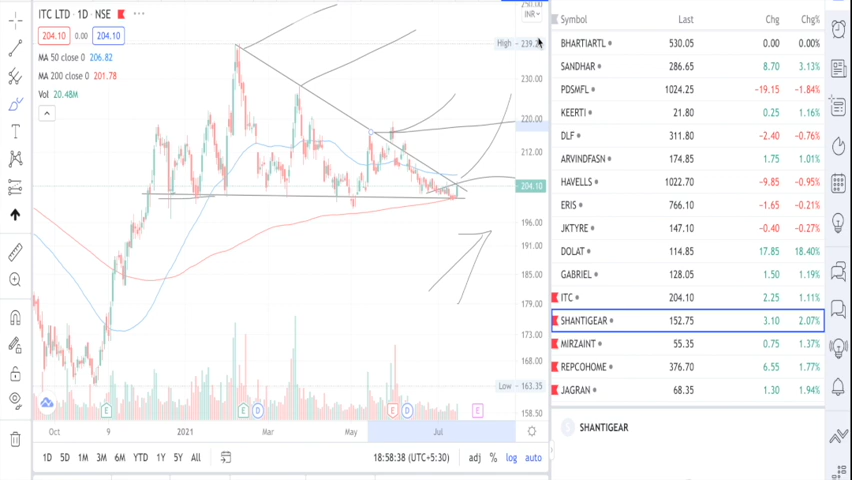 ITC LTD · 1D · NSE
204.10 0.00 204.10
MA 50 close 0 206.82
MA 200 close 0 201.78
Vol 20.48M
INR
High
230.00
220.00
212.00
204.10
196.00
191.00
185.00
179.00
173.00
168.00
Low 163.35
158.50
E E D E D E
Oct 9 2021 Mar May Jul
1D 5D 1M 3M 6M YTD 1Y 5Y All 18:58:38 (UTC+5:30) adj % log auto
Symbol Last Chg Chg%
BHARTIARTL 530.05 0.00 0.00%
SANDHAR 286.65 8.70 3.13%
PDSMFL 1024.25 −19.15 −1.84%
KEERTI 21.80 0.25 1.16%
DLF 311.80 −2.40 −0.76%
ARVINDFASN 174.85 1.75 1.01%
HAVELLS 1022.70 −9.85 −0.95%
ERIS 766.10 −1.65 −0.21%
JKTYRE 147.10 −0.40 −0.27%
DOLAT 114.85 17.85 18.40%
GABRIEL 128.05 1.50 1.19%
ITC 204.10 2.25 1.11%
SHANTIGEAR 152.75 3.10 2.07%
MIRZAINT 55.35 0.75 1.37%
REPCOHOME 376.70 6.55 1.77%
JAGRAN 68.35 1.30 1.94%
SHANTIGEAR